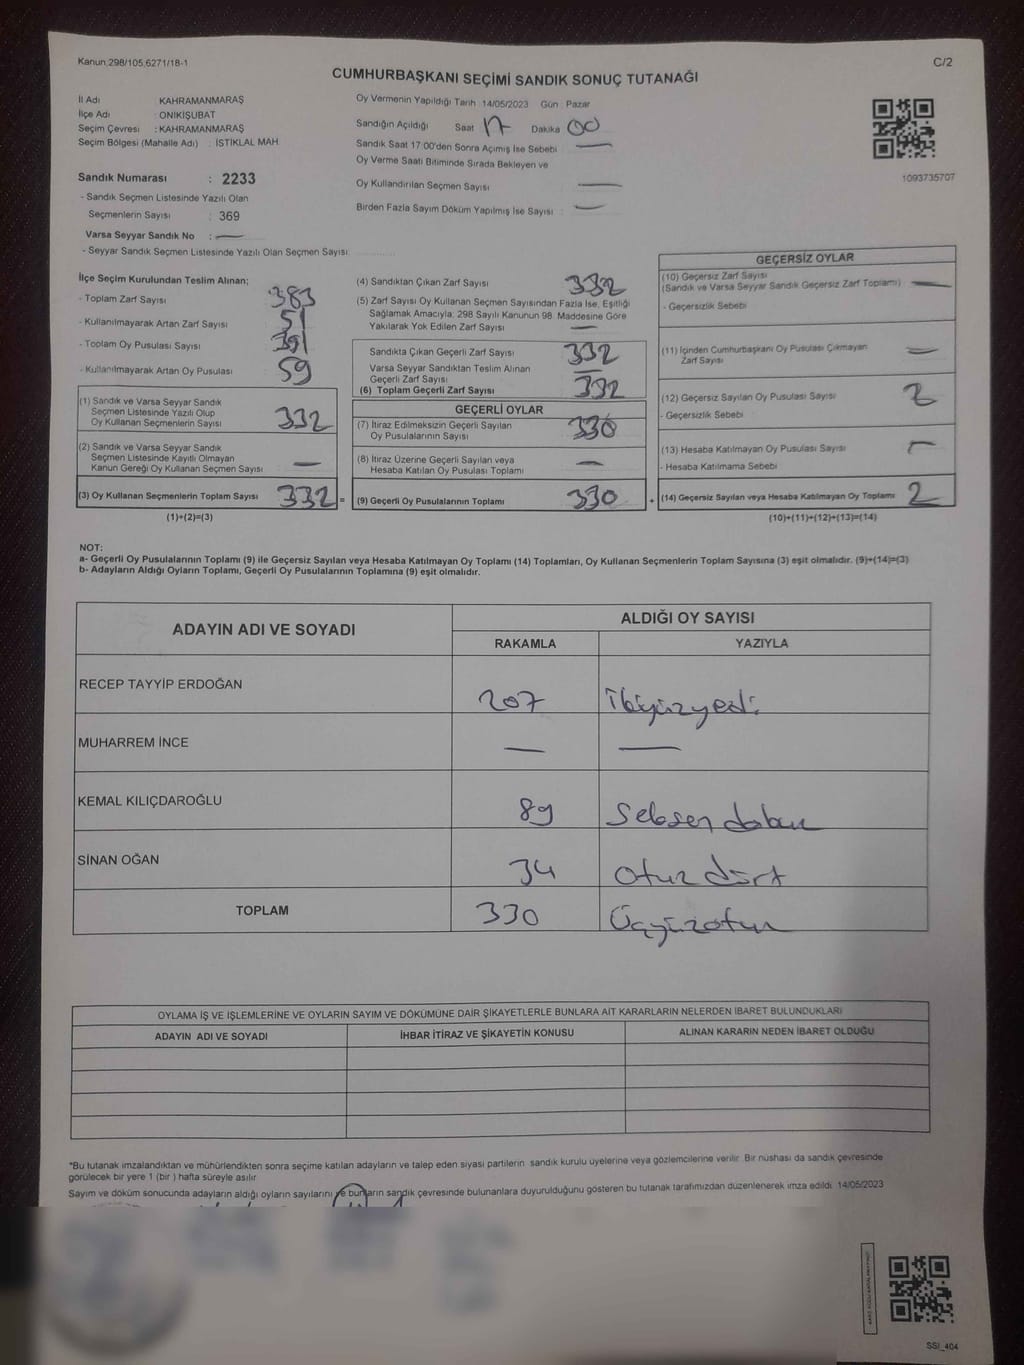 Kanun:298/105,6271/18-1
C/2
CUMHURBAŞKANI SEÇİMİ SANDIK SONUÇ TUTANAĞI
İl Adı : KAHRAMANMARAŞ
İlçe Adı : ONİKİŞUBAT
Seçim Çevresi : KAHRAMANMARAŞ
Seçim Bölgesi (Mahalle Adı) : İSTİKLAL MAH
Sandık Numarası : 2233
- Sandık Seçmen Listesinde Yazılı Olan
Seçmenlerin Sayısı : 369
Varsa Seyyar Sandık No : —
- Seyyar Sandık Seçmen Listesinde Yazılı Olan Seçmen Sayısı
Oy Vermenin Yapıldığı Tarih 14/05/2023 Gün : Pazar
Sandığın Açıldığı Saat 17 Dakika 00
Sandık Saat 17:00'den Sonra Açımış İse Sebebi —
Oy Verme Saati Bitiminde Sırada Bekleyen ve
Oy Kullandırılan Seçmen Sayısı —
Birden Fazla Sayım Döküm Yapılmış İse Sayısı : —
1093735707
İlçe Seçim Kurulundan Teslim Alınan;
- Toplam Zarf Sayısı 383
- Kullanılmayarak Artan Zarf Sayısı 51
- Toplam Oy Pusulası Sayısı 391
- Kullanılmayarak Artan Oy Pusulası 59
(1) Sandık ve Varsa Seyyar Sandık
Seçmen Listesinde Yazılı Olup
Oy Kullanan Seçmenlerin Sayısı 332
(2) Sandık ve Varsa Seyyar Sandık
Seçmen Listesinde Kayıtlı Olmayan
Kanun Gereği Oy Kullanan Seçmen Sayısı —
(3) Oy Kullanan Seçmenlerin Toplam Sayısı 332 =
(1)+(2)=(3)
(4) Sandıktan Çıkan Zarf Sayısı 332
(5) Zarf Sayısı Oy Kullanan Seçmen Sayısından Fazla İse, Eşitliği
Sağlamak Amacıyla; 298 Sayılı Kanunun 98. Maddesine Göre
Yakılarak Yok Edilen Zarf Sayısı —
Sandıkta Çıkan Geçerli Zarf Sayısı 332
Varsa Seyyar Sandıktan Teslim Alınan
Geçerli Zarf Sayısı —
(6) Toplam Geçerli Zarf Sayısı 332
GEÇERLİ OYLAR
(7) İtiraz Edilmeksizin Geçerli Sayılan
Oy Pusulalarının Sayısı 330
(8) İtiraz Üzerine Geçerli Sayılan veya
Hesaba Katılan Oy Pusulası Toplamı —
(9) Geçerli Oy Pusulalarının Toplamı 330 +
GEÇERSİZ OYLAR
(10) Geçersiz Zarf Sayısı
(Sandık ve Varsa Seyyar Sandık Geçersiz Zarf Toplamı) —
- Geçersizlik Sebebi
(11) İçinden Cumhurbaşkanı Oy Pusulası Çıkmayan
Zarf Sayısı —
(12) Geçersiz Sayılan Oy Pusulası Sayısı 2
- Geçersizlik Sebebi
(13) Hesaba Katılmayan Oy Pusulası Sayısı —
- Hesaba Katılmama Sebebi
(14) Geçersiz Sayılan veya Hesaba Katılmayan Oy Toplamı 2
(10)+(11)+(12)+(13)=(14)
NOT:
a- Geçerli Oy Pusulalarının Toplamı (9) ile Geçersiz Sayılan veya Hesaba Katılmayan Oy Toplamı (14) Toplamları, Oy Kullanan Seçmenlerin Toplam Sayısına (3) eşit olmalıdır. (9)+(14)=(3)
b- Adayların Aldığı Oyların Toplamı, Geçerli Oy Pusulalarının Toplamına (9) eşit olmalıdır.
ADAYIN ADI VE SOYADI
ALDIĞI OY SAYISI
RAKAMLA YAZIYLA
RECEP TAYYİP ERDOĞAN 207 İkiyüzyedi
MUHARREM İNCE — —
KEMAL KILIÇDAROĞLU 89 Seksen dokuz
SİNAN OĞAN 34 otuz dört
TOPLAM 330 Üçyüzotuz
OYLAMA İŞ VE İŞLEMLERİNE VE OYLARIN SAYIM VE DÖKÜMÜNE DAİR ŞİKAYETLERLE BUNLARA AİT KARARLARIN NELERDEN İBARET BULUNDUKLARI
ADAYIN ADI VE SOYADI İHBAR İTİRAZ VE ŞİKAYETİN KONUSU ALINAN KARARIN NEDEN İBARET OLDUĞU
*Bu tutanak imzalandıktan ve mühürlendikten sonra seçime katılan adayların ve talep eden siyasi partilerin sandık kurulu üyelerine veya gözlemcilerine verilir. Bir nüshası da sandık çevresinde
görülecek bir yere 1 (bir) hafta süreyle asılır.
Sayım ve döküm sonucunda adayların aldığı oyların sayılarını ve bunların sandık çevresinde bulunanlara duyurulduğunu gösteren bu tutanak tarafımızdan düzenlenerek imza edildi. 14/05/2023
SSİ_404